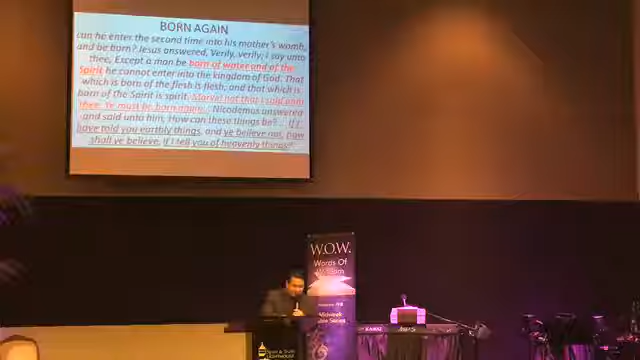 BORN AGAIN
can he enter the second time into his mother's womb,
and be born? Jesus answered, Verily, verily, I say unto
thee, Except a man be born of water and of the
Spirit he cannot enter into the kingdom of God. That
which is born of the flesh is flesh; and that which is
born of the Spirit is spirit. Marvel not that I said unto
thee, Ye must be born again. Nicodemus answered
and said unto him, How can these things be? If I
have told you earthly things, and ye believe not, how
shall ye believe, if I tell you of heavenly things?
W.O.W.
Words Of
Wisdom
Midweek
Series